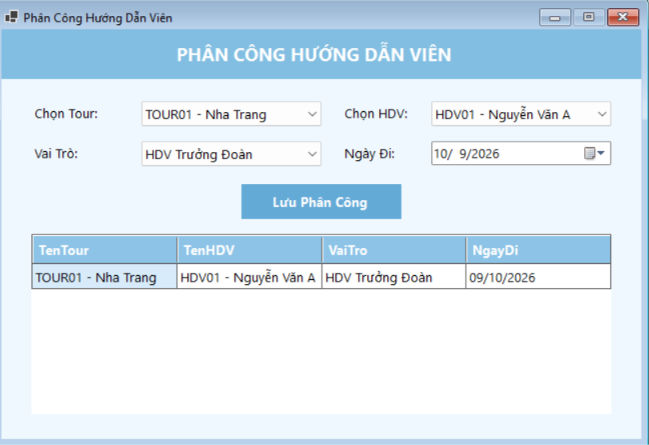 Phân Công Hướng Dẫn Viên
PHÂN CÔNG HƯỚNG DẪN VIÊN
Chọn Tour: TOUR01 - Nha Trang Chọn HDV: HDV01 - Nguyễn Văn A
Vai Trò: HDV Trưởng Đoàn Ngày Đi: 10/ 9/2026
Lưu Phân Công
TenTour TenHDV VaiTro NgayDi
TOUR01 - Nha Trang HDV01 - Nguyễn Văn A HDV Trưởng Đoàn 09/10/2026